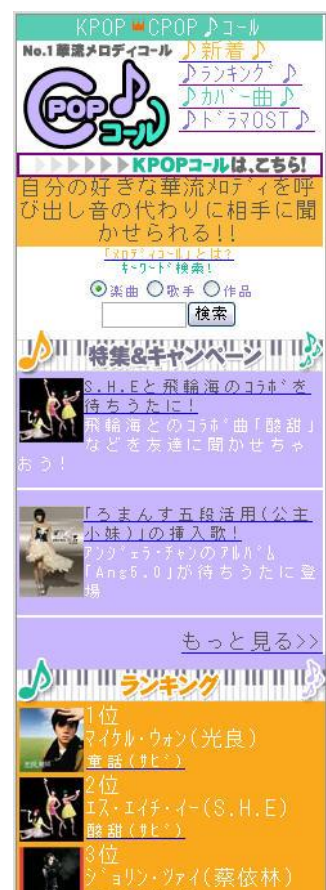 KPOP CPOP♪コール
No.1華流メロディコール
CPOP♪コール
♪新着♪
♪ランキング♪
♪カバー曲♪
♪ドラマOST♪
▶▶▶▶▶▶KPOPコールは、こちら!
自分の好きな華流メロディを呼
び出し音の代わりに相手に聞
かせられる!!
「メロディコール」とは?
キーワード検索!
楽曲 歌手 作品
検索
特集&キャンペーン
S.H.Eと飛輪海のコラボを
待ちうたに!
飛輪海とのコラボ曲「酸甜」
などを友達に聞かせちゃ
おう!
「ろまんす五段活用(公主
小妹)」の挿入歌!
アンジェラ・チャンのアルバム
「Ang5.0」が待ちうたに登
場
もっと見る>>
ランキング
1位
マイケル・ウォン(光良)
童話(サビ)
2位
エス・エイチ・イー(S.H.E)
酸甜(サビ)
3位
ジョリン・ツァイ(蔡依林)